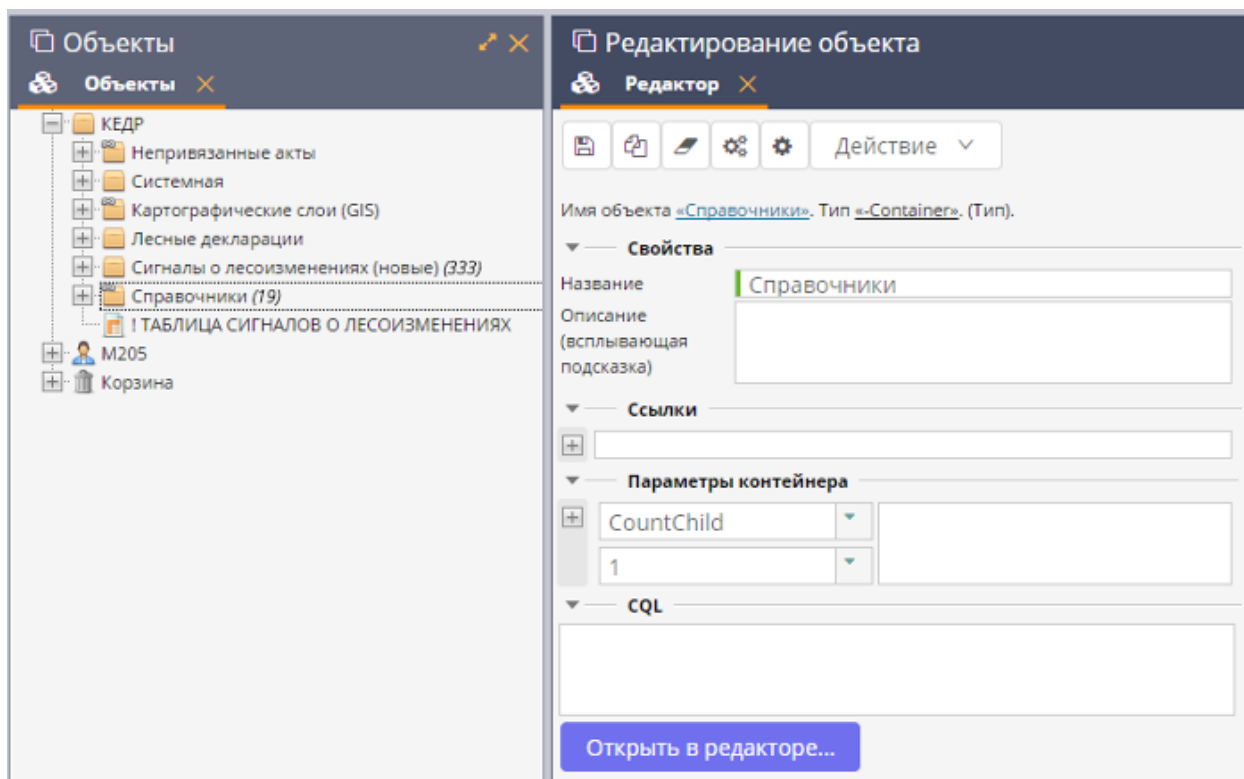 Объекты
Объекты
КЕДР
Непривязанные акты
Системная
Картографические слои (GIS)
Лесные декларации
Сигналы о лесоизменениях (новые) (333)
Справочники (19)
! ТАБЛИЦА СИГНАЛОВ О ЛЕСОИЗМЕНЕНИЯХ
М205
Корзина
Редактирование объекта
Редактор
Действие
Имя объекта «Справочники». Тип «-Container». (Тип).
Свойства
Название Справочники
Описание
(всплывающая
подсказка)
Ссылки
Параметры контейнера
CountChild
1
CQL
Открыть в редакторе...